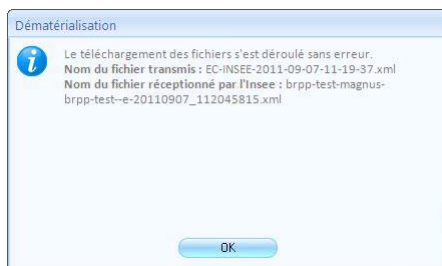 Dématérialisation
Le téléchargement des fichiers s'est déroulé sans erreur.
Nom du fichier transmis : EC-INSEE-2011-09-07-11-19-37.xml
Nom du fichier réceptionné par l'Insee : brpp-test-magnus-
brpp-test--e-20110907_112045815.xml
OK